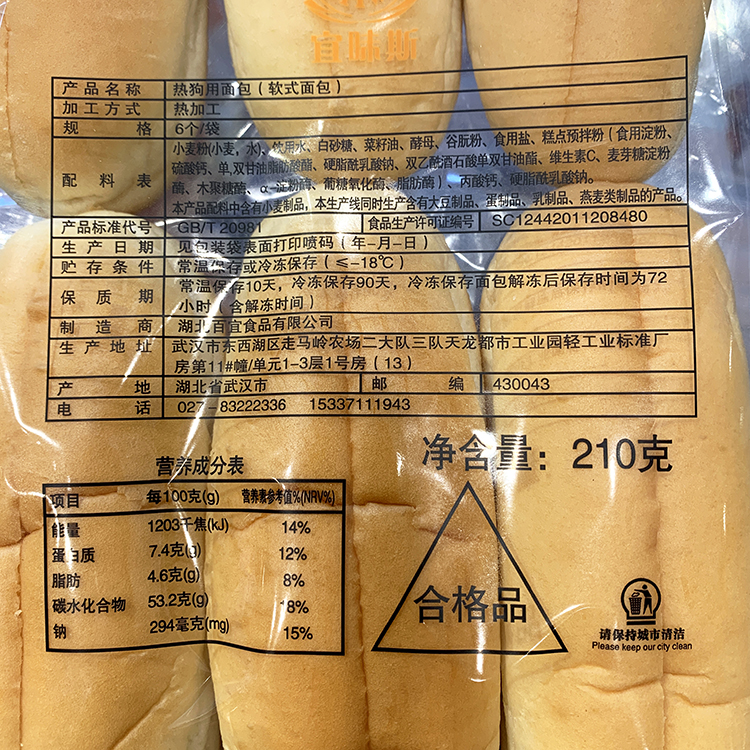 产品名称 热狗用面包（软式面包）
加工方式 热加工
规格 6个/袋
配料表 小麦粉(小麦，水)、饮用水、白砂糖、菜籽油、酵母、谷朊粉、食用盐、糕点预拌粉（食用淀粉、
硫酸钙、单,双甘油脂肪酸酯、硬脂酰乳酸钠、双乙酰酒石酸单双甘油酯、维生素C、麦芽糖淀粉
酶、木聚糖酶、α-淀粉酶、葡糖氧化酶、脂肪酶）、丙酸钙、硬脂酰乳酸钠。
本产品配料中含有小麦制品，本生产线同时生产含有大豆制品、蛋制品、乳制品、燕麦类制品的产品。
产品标准代号 GB/T 20981 食品生产许可证编号 SC12442011208480
生产日期 见包装袋表面打印喷码（年-月-日）
贮存条件 常温保存或冷冻保存（≤-18℃）
保质期 常温保存10天，冷冻保存90天，冷冻保存面包解冻后保存时间为72
小时（含解冻时间）
制造商 湖北百宜食品有限公司
生产地址 武汉市东西湖区走马岭农场二大队三队天龙都市工业园轻工业标准厂
房第11#幢/单元1-3层1号房（13）
产地 湖北省武汉市 邮编 430043
电话 027-83222336 15337111943
净含量：210克
营养成分表
项目 每100克(g) 营养素参考值%(NRV%)
能量 1203千焦(kJ) 14%
蛋白质 7.4克(g) 12%
脂肪 4.6克(g) 8%
碳水化合物 53.2克(g) 18%
钠 294毫克(mg) 15%
合格品
请保持城市清洁
Please keep our city clean